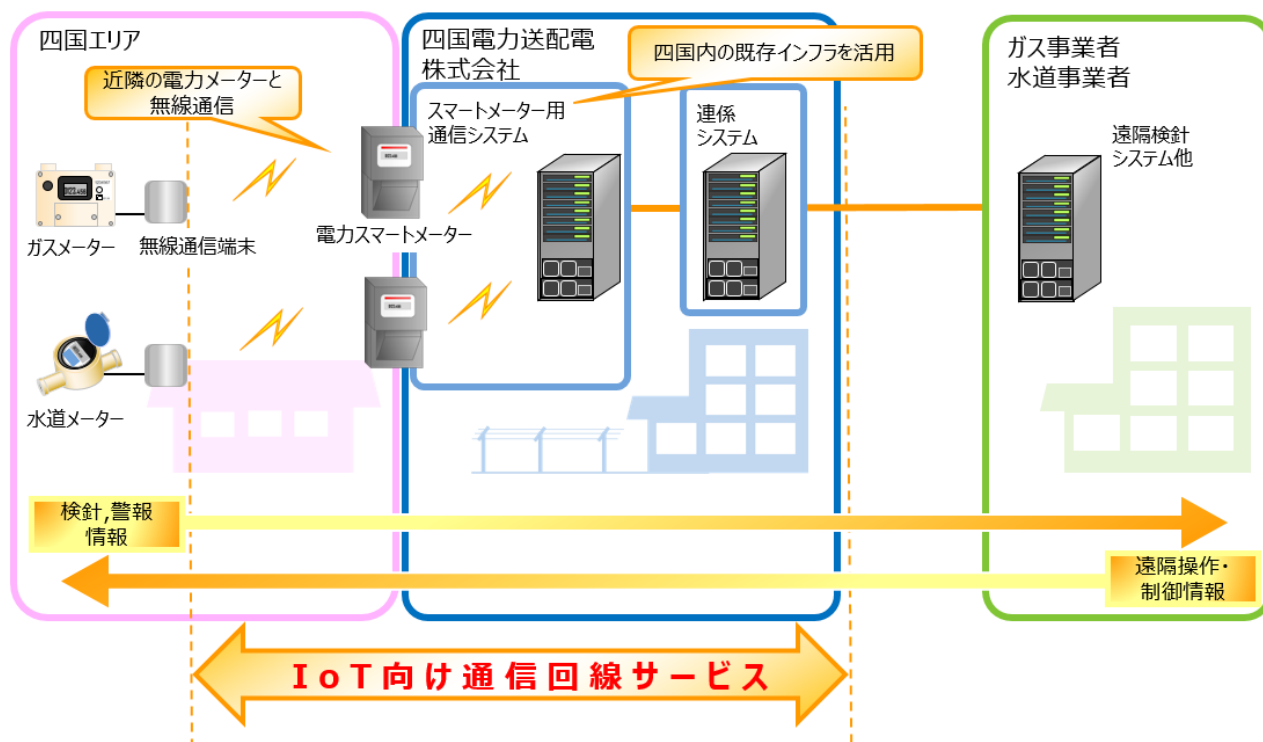 四国エリア
近隣の電力メーターと
無線通信
ガスメーター
無線通信端末
水道メーター
電力スマートメーター
四国電力送配電
株式会社
四国内の既存インフラを活用
スマートメーター用
通信システム
連係
システム
ガス事業者
水道事業者
遠隔検針
システム他
検針,警報
情報
遠隔操作・
制御情報
IoT向け通信回線サービス